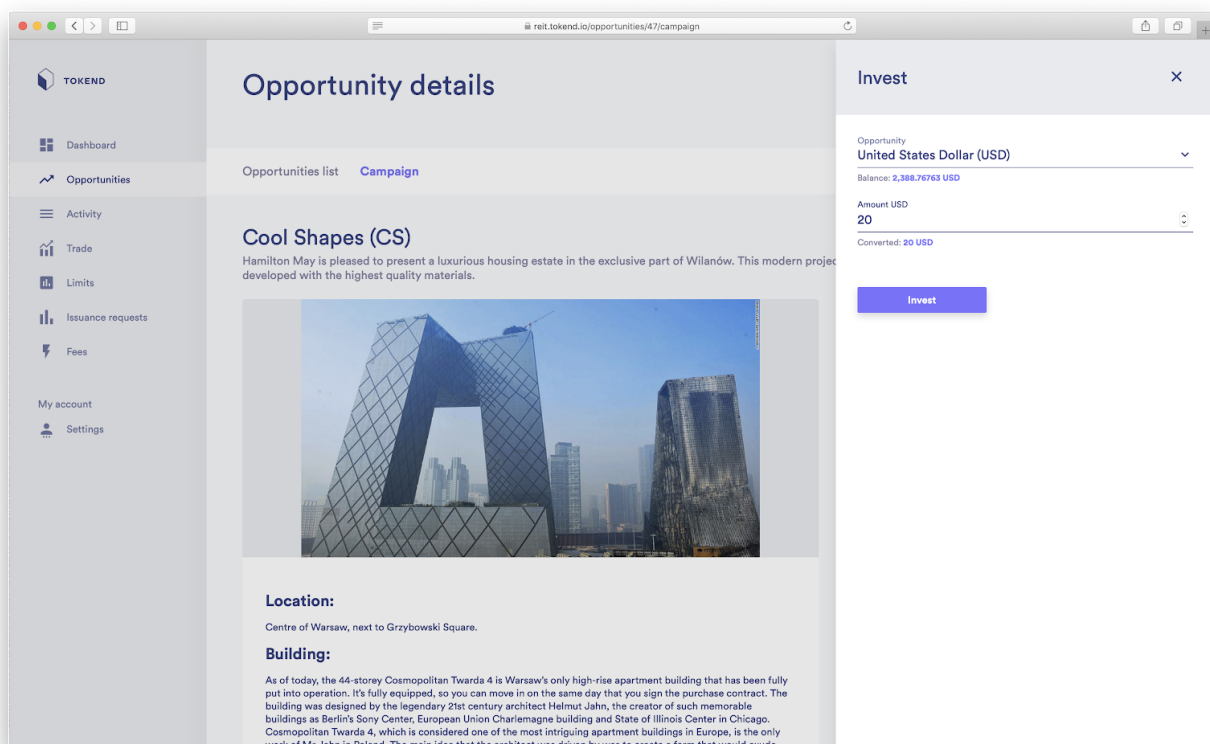 reit.tokend.io/opportunities/47/campaign
TOKEND
Dashboard
Opportunities
Activity
Trade
Limits
Issuance requests
Fees
My account
Settings
Opportunity details
Opportunities list
Campaign
Cool Shapes (CS)
Hamilton May is pleased to present a luxurious housing estate in the exclusive part of Wilanów. This modern projec
developed with the highest quality materials.
Location:
Centre of Warsaw, next to Grzybowski Square.
Building:
As of today, the 44-storey Cosmopolitan Twarda 4 is Warsaw's only high-rise apartment building that has been fully
put into operation. It's fully equipped, so you can move in on the same day that you sign the purchase contract. The
building was designed by the legendary 21st century architect Helmut Jahn, the creator of such memorable
buildings as Berlin's Sony Center, European Union Charlemagne building and State of Illinois Center in Chicago.
Cosmopolitan Twarda 4, which is considered one of the most intriguing apartment buildings in Europe, is the only
Invest
Opportunity
United States Dollar (USD)
Balance: 2,388.76763 USD
Amount USD
20
Converted: 20 USD
Invest